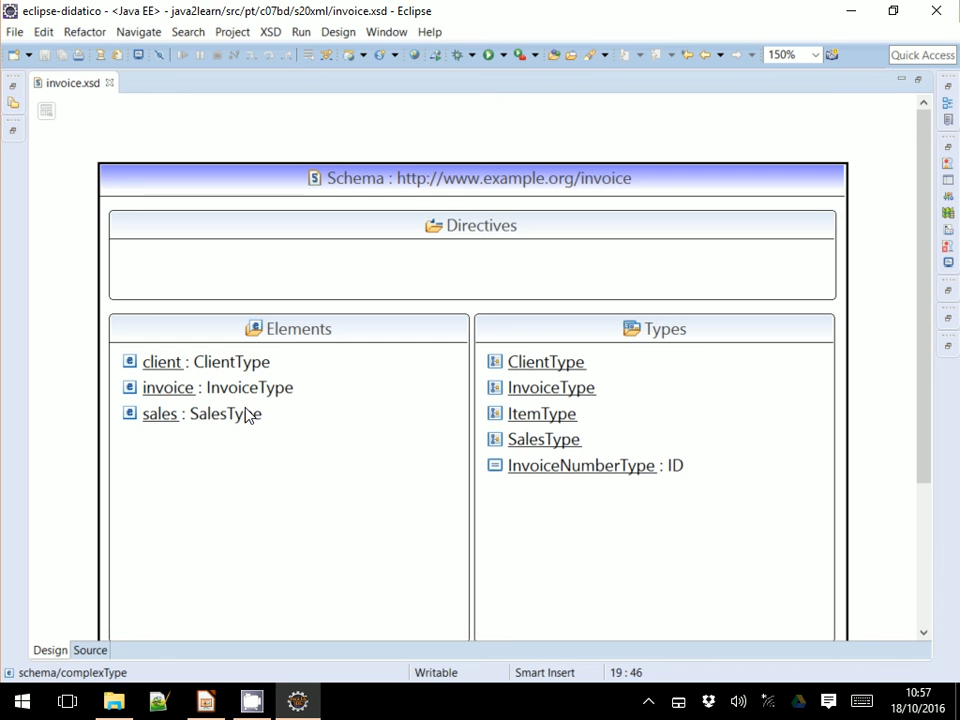 eclipse-didatico - <Java EE> - java2learn/src/pt/c07bd/s20xml/invoice.xsd - Eclipse
File Edit Refactor Navigate Search Project XSD Run Design Window Help
150% Quick Access
invoice.xsd
Schema : http://www.example.org/invoice
Directives
Elements
client : ClientType
invoice : InvoiceType
sales : SalesType
Types
ClientType
InvoiceType
ItemType
SalesType
InvoiceNumberType : ID
Design Source
schema/complexType Writable Smart Insert 19 : 46
10:57
18/10/2016